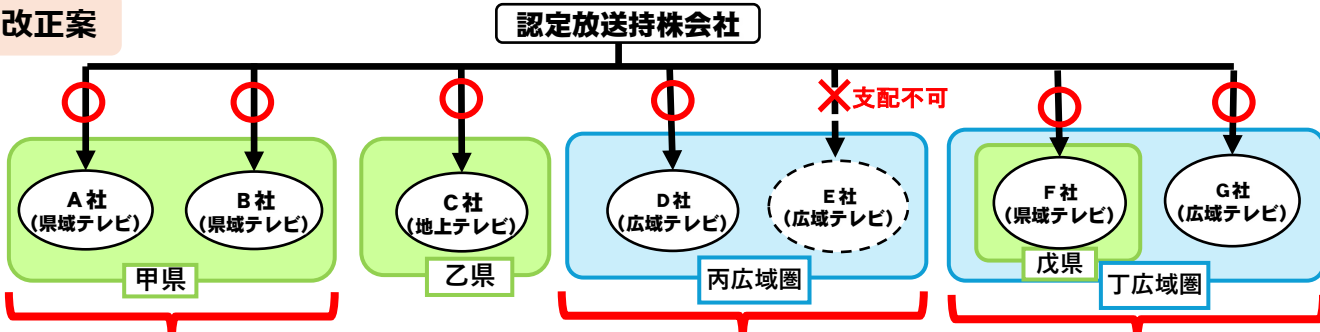 改正案
認定放送持株会社
支配不可
A社
(県域テレビ)
B社
(県域テレビ)
C社
(地上テレビ)
D社
(広域テレビ)
E社
(広域テレビ)
F社
(県域テレビ)
G社
(広域テレビ)
甲県
乙県
丙広域圏
戊県
丁広域圏